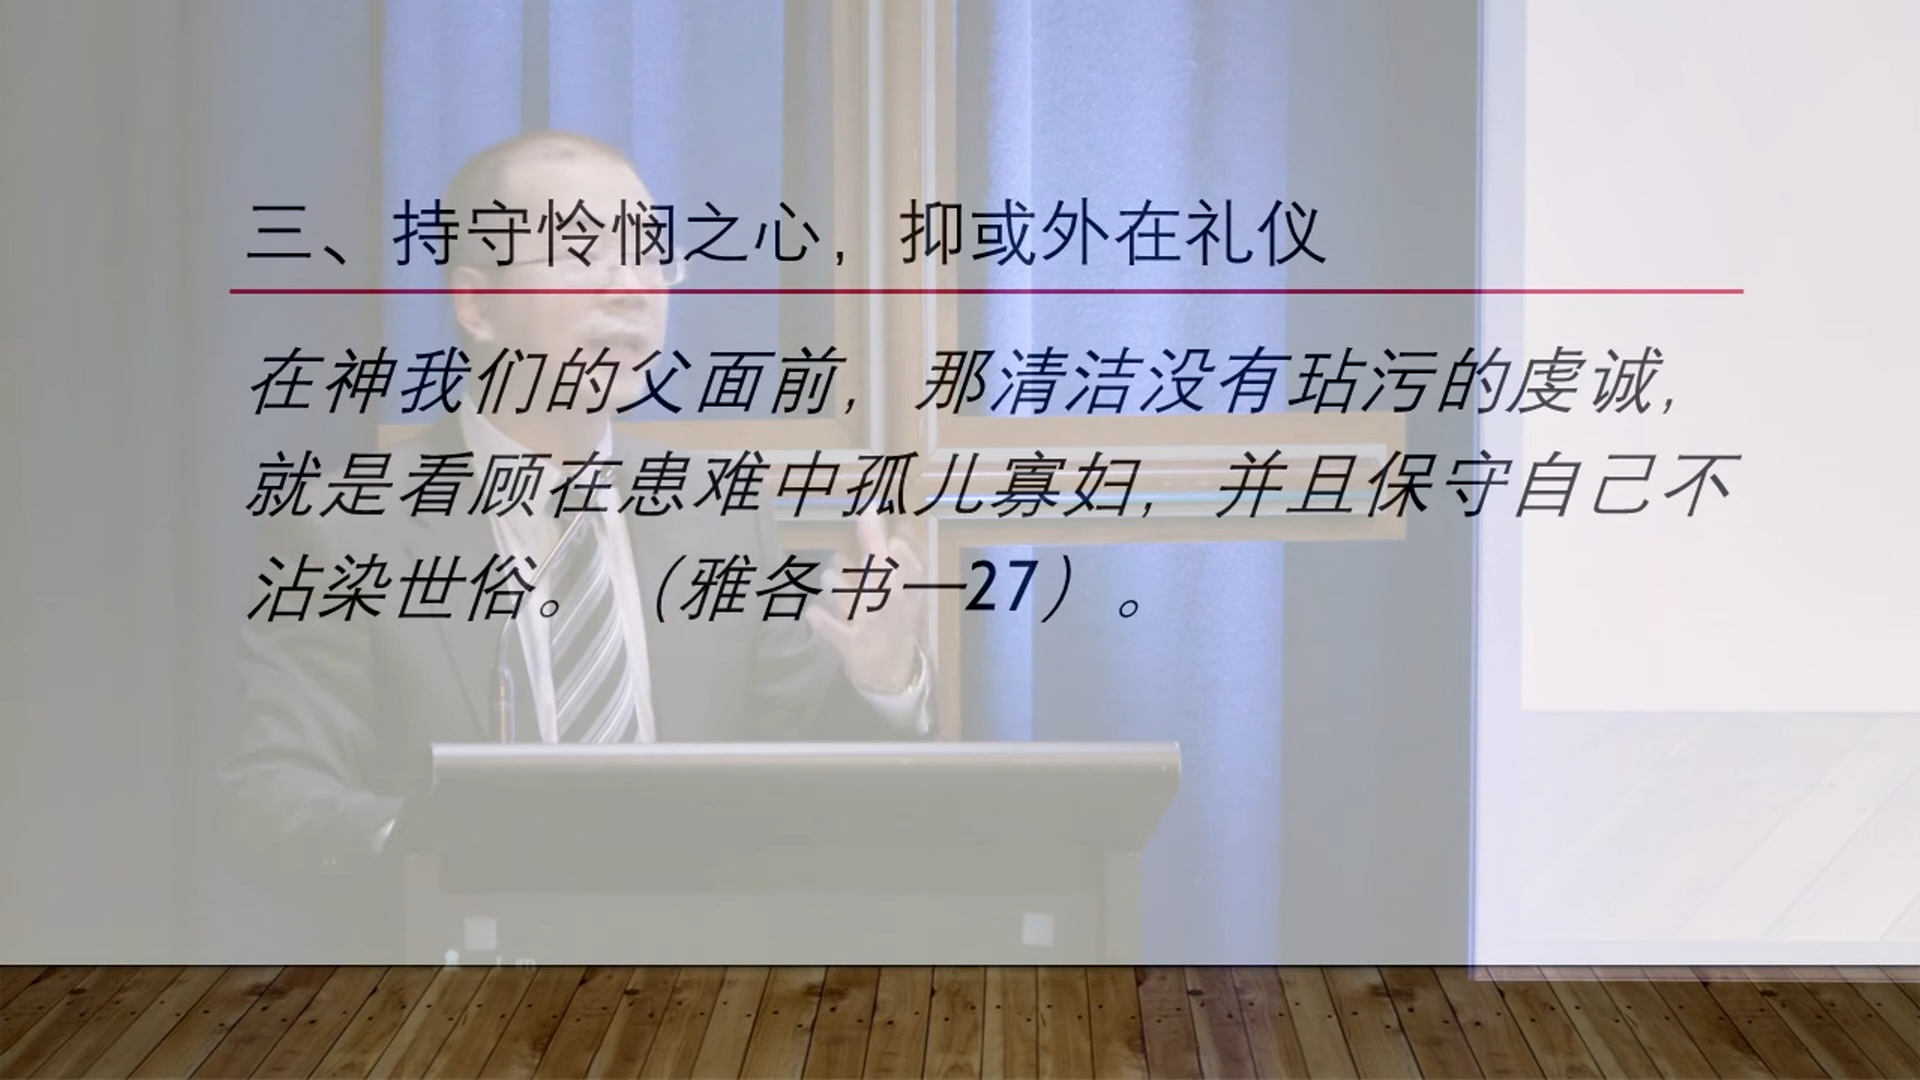 三、持守怜悯之心，抑或外在礼仪
在神我们的父面前，那清洁没有玷污的虔诚，
就是看顾在患难中孤儿寡妇，并且保守自己不
沾染世俗。（雅各书一27）。